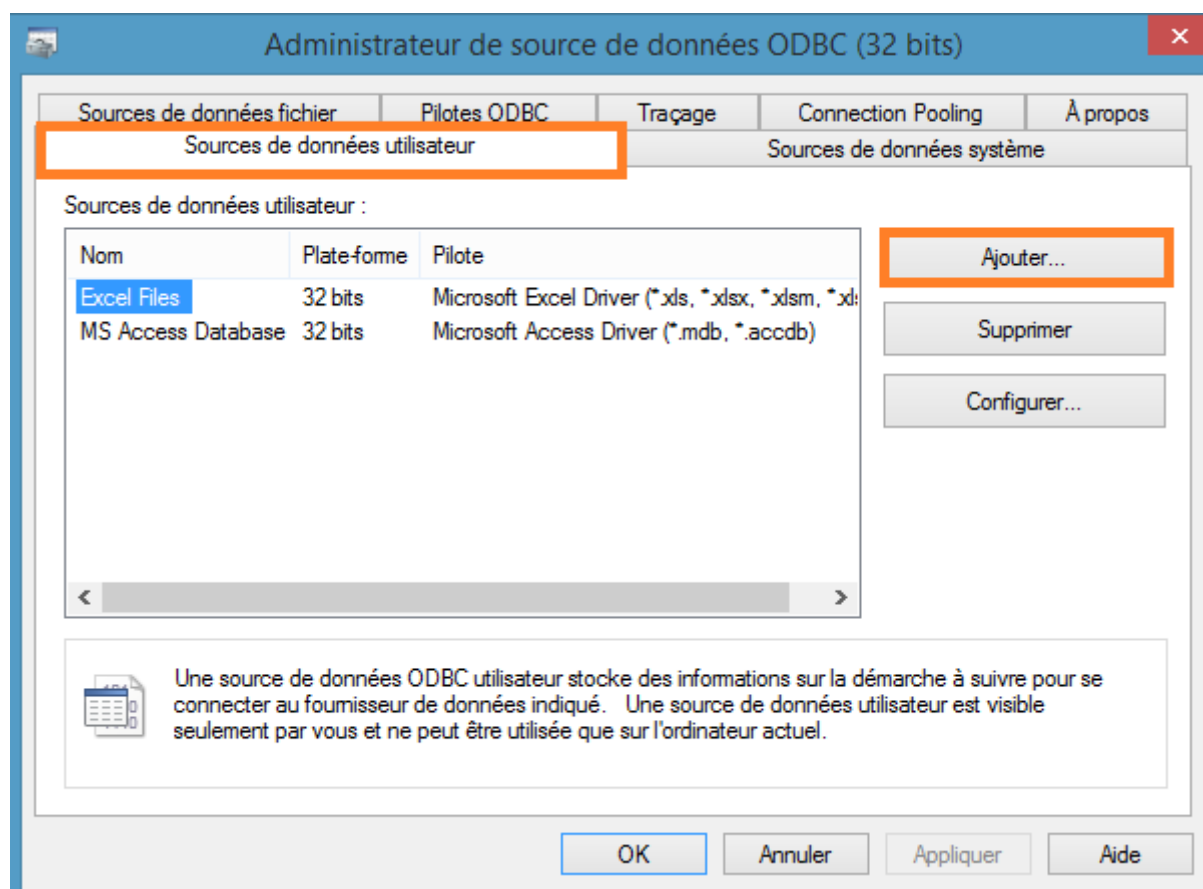 Administrateur de source de données ODBC (32 bits)
Sources de données fichier Pilotes ODBC Traçage Connection Pooling À propos
Sources de données utilisateur Sources de données système
Sources de données utilisateur :
Nom Plate-forme Pilote
Excel Files 32 bits Microsoft Excel Driver (*.xls, *.xlsx, *.xlsm, *.xls
MS Access Database 32 bits Microsoft Access Driver (*.mdb, *.accdb)
Ajouter...
Supprimer
Configurer...
Une source de données ODBC utilisateur stocke des informations sur la démarche à suivre pour se
connecter au fournisseur de données indiqué. Une source de données utilisateur est visible
seulement par vous et ne peut être utilisée que sur l'ordinateur actuel.
OK Annuler Appliquer Aide